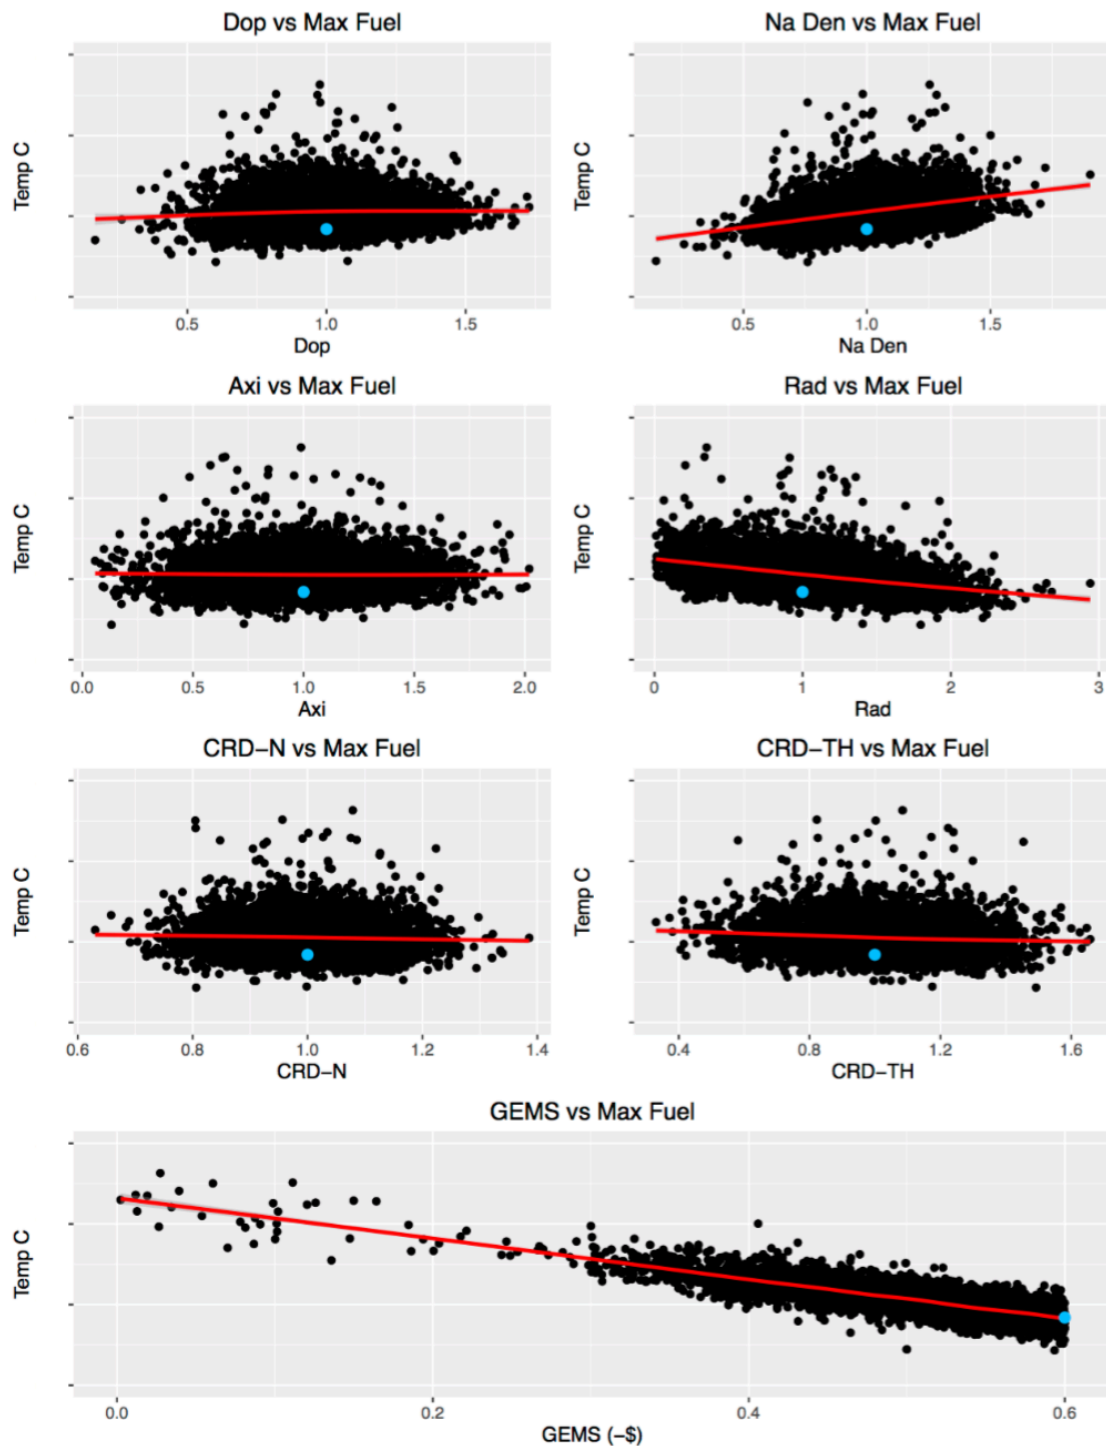 Dop vs Max Fuel
Temp C
0.5 1.0 1.5
Dop
Na Den vs Max Fuel
Temp C
0.5 1.0 1.5
Na Den
Axi vs Max Fuel
Temp C
0.0 0.5 1.0 1.5 2.0
Axi
Rad vs Max Fuel
Temp C
0 1 2 3
Rad
CRD−N vs Max Fuel
Temp C
0.6 0.8 1.0 1.2 1.4
CRD−N
CRD−TH vs Max Fuel
Temp C
0.4 0.8 1.2 1.6
CRD−TH
GEMS vs Max Fuel
Temp C
0.0 0.2 0.4 0.6
GEMS (−$)